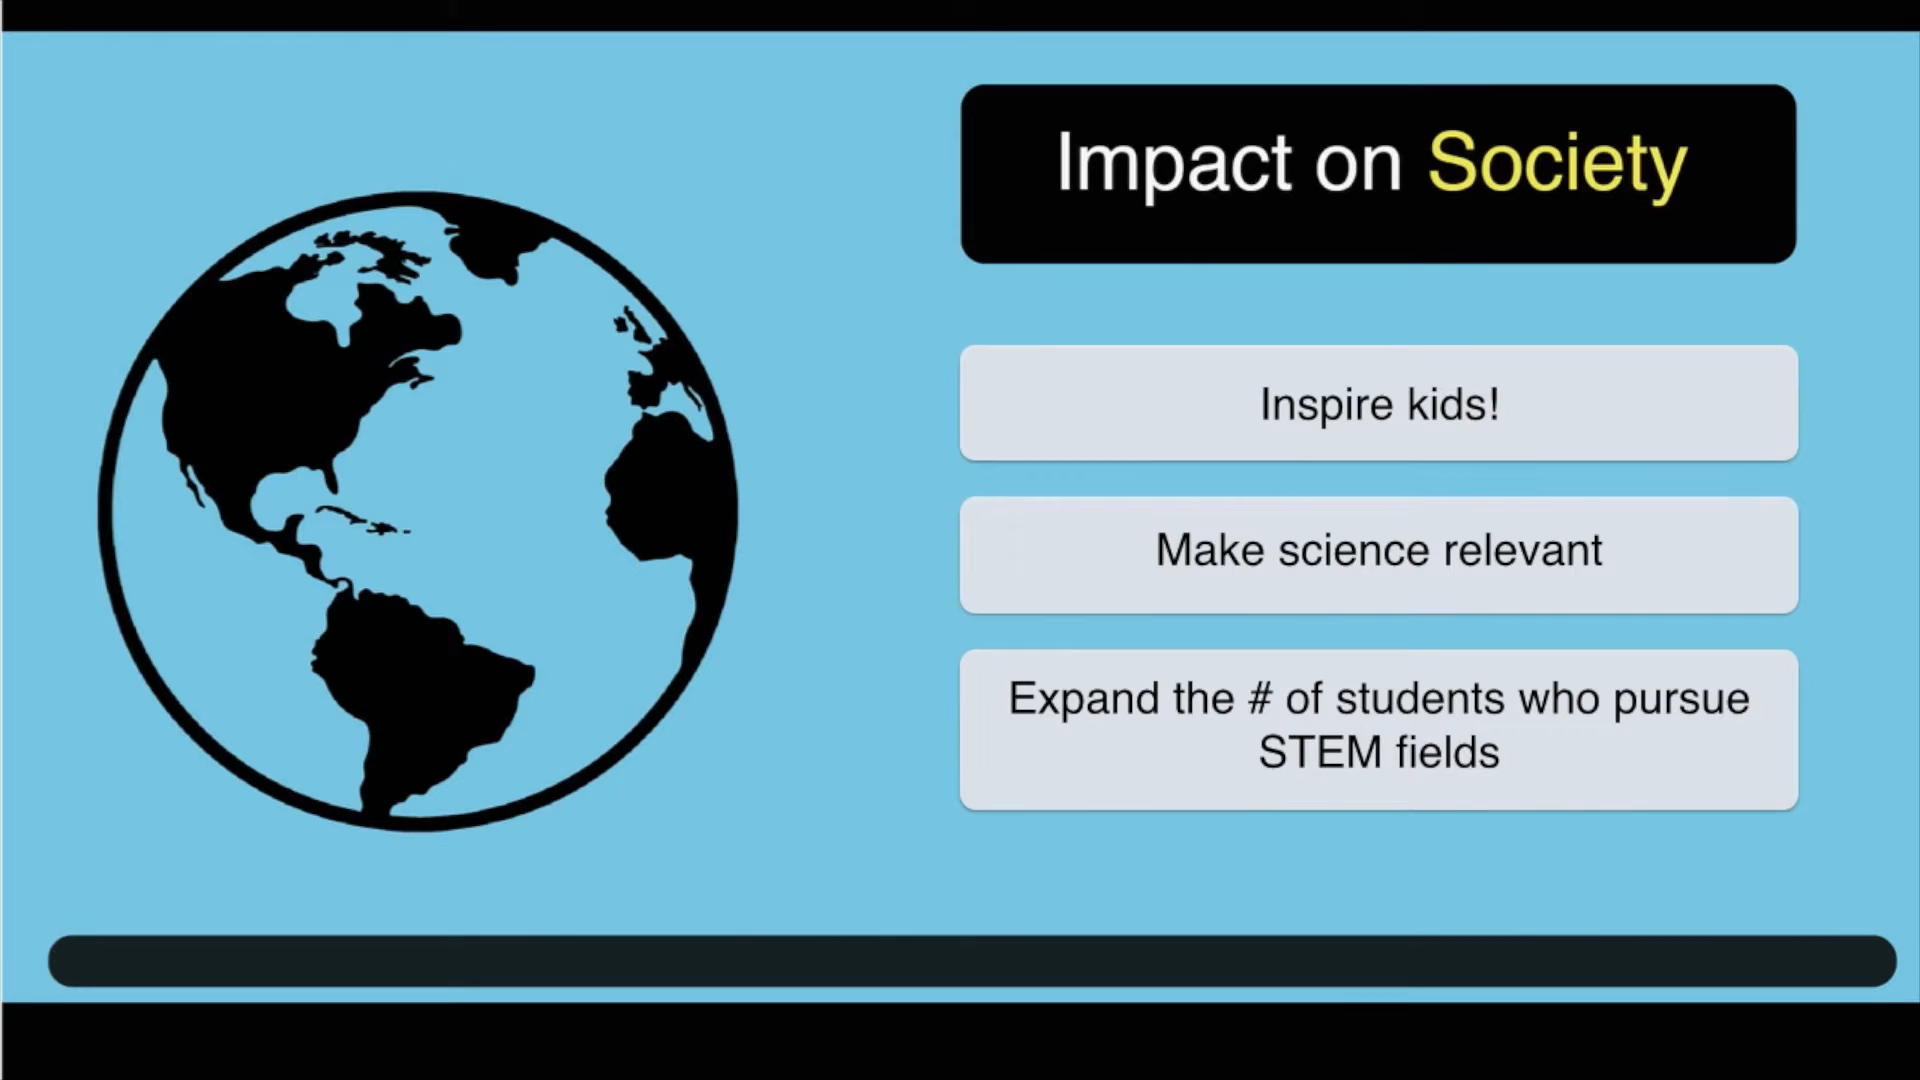 Impact on Society
Inspire kids!
Make science relevant
Expand the # of students who pursue
STEM fields